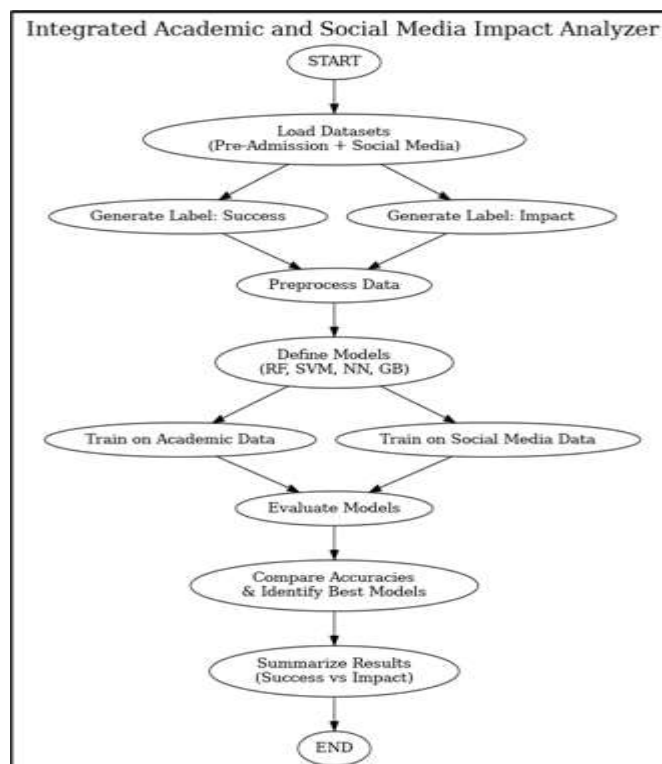 Integrated Academic and Social Media Impact Analyzer
START
Load Datasets
(Pre-Admission + Social Media)
Generate Label: Success
Generate Label: Impact
Preprocess Data
Define Models
(RF, SVM, NN, GB)
Train on Academic Data
Train on Social Media Data
Evaluate Models
Compare Accuracies
& Identify Best Models
Summarize Results
(Success vs Impact)
END